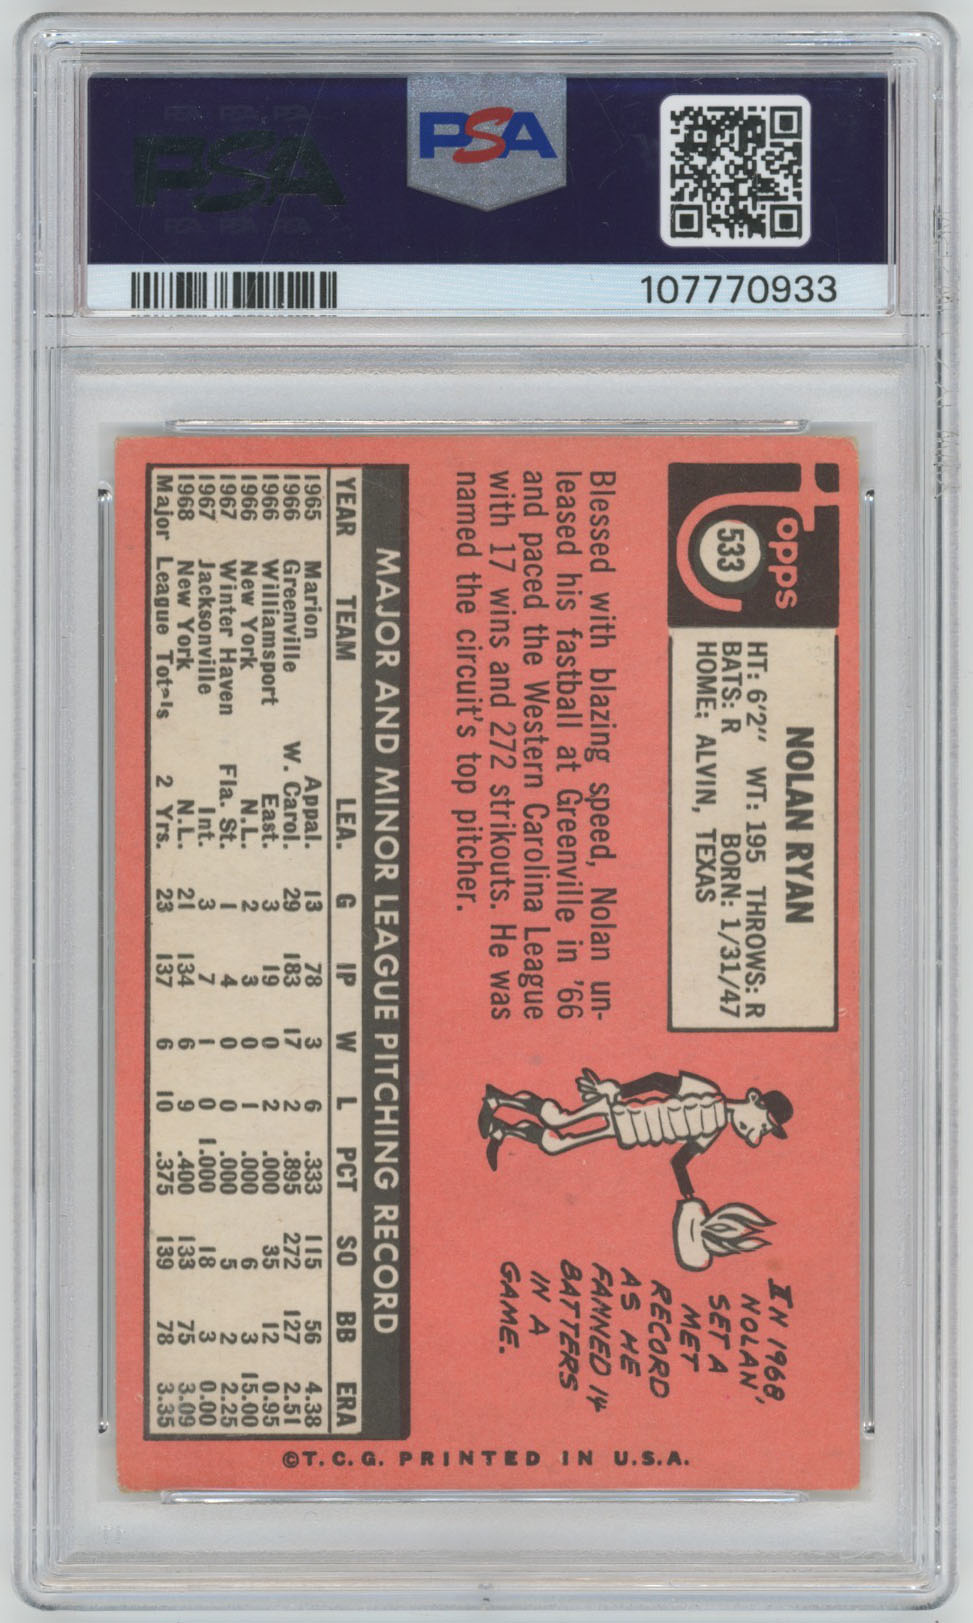 PSA
PSA
107770933
Topps
533
NOLAN RYAN
HT: 6'2" WT: 195 THROWS: R
BATS: R BORN: 1/31/47
HOME: ALVIN, TEXAS
Blessed with blazing speed, Nolan un-
leased his fastball at Greenville in '66
and paced the Western Carolina League
with 17 wins and 272 strikouts. He was
named the circuit's top pitcher.
IN 1968,
NOLAN,
SET A
MET
RECORD
AS HE
FANNED 14
BATTERS
IN A
GAME.
MAJOR AND MINOR LEAGUE PITCHING RECORD
YEAR TEAM LEA. G IP W L PCT SO BB ERA
1965 Marion Appal. 13 78 3 6 .333 115 56 4.38
1966 Greenville W. Carol. 29 183 17 2 .895 272 127 2.51
1966 Williamsport East. 3 19 0 2 .000 35 12 0.95
1966 New York N.L. 2 3 0 1 .000 6 3 15.00
1967 Winter Haven Fla. St. 1 4 0 0 .000 5 2 2.25
1967 Jacksonville Int. 3 7 1 0 1.000 18 3 0.00
1968 New York N.L. 21 134 6 9 .400 133 75 3.09
Major League Totals 2 Yrs. 23 137 6 10 .375 139 78 3.35
©T.C.G. PRINTED IN U.S.A.